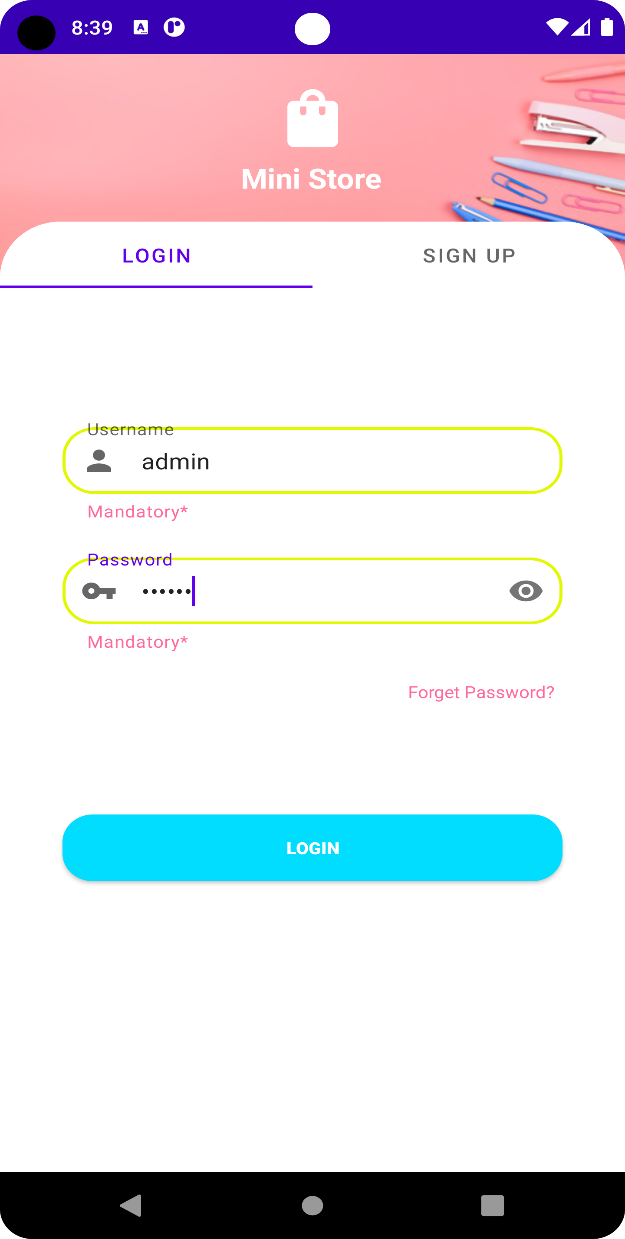 8:39
Mini Store
LOGIN SIGN UP
Username
admin
Mandatory*
Password
••••••
Mandatory*
Forget Password?
LOGIN